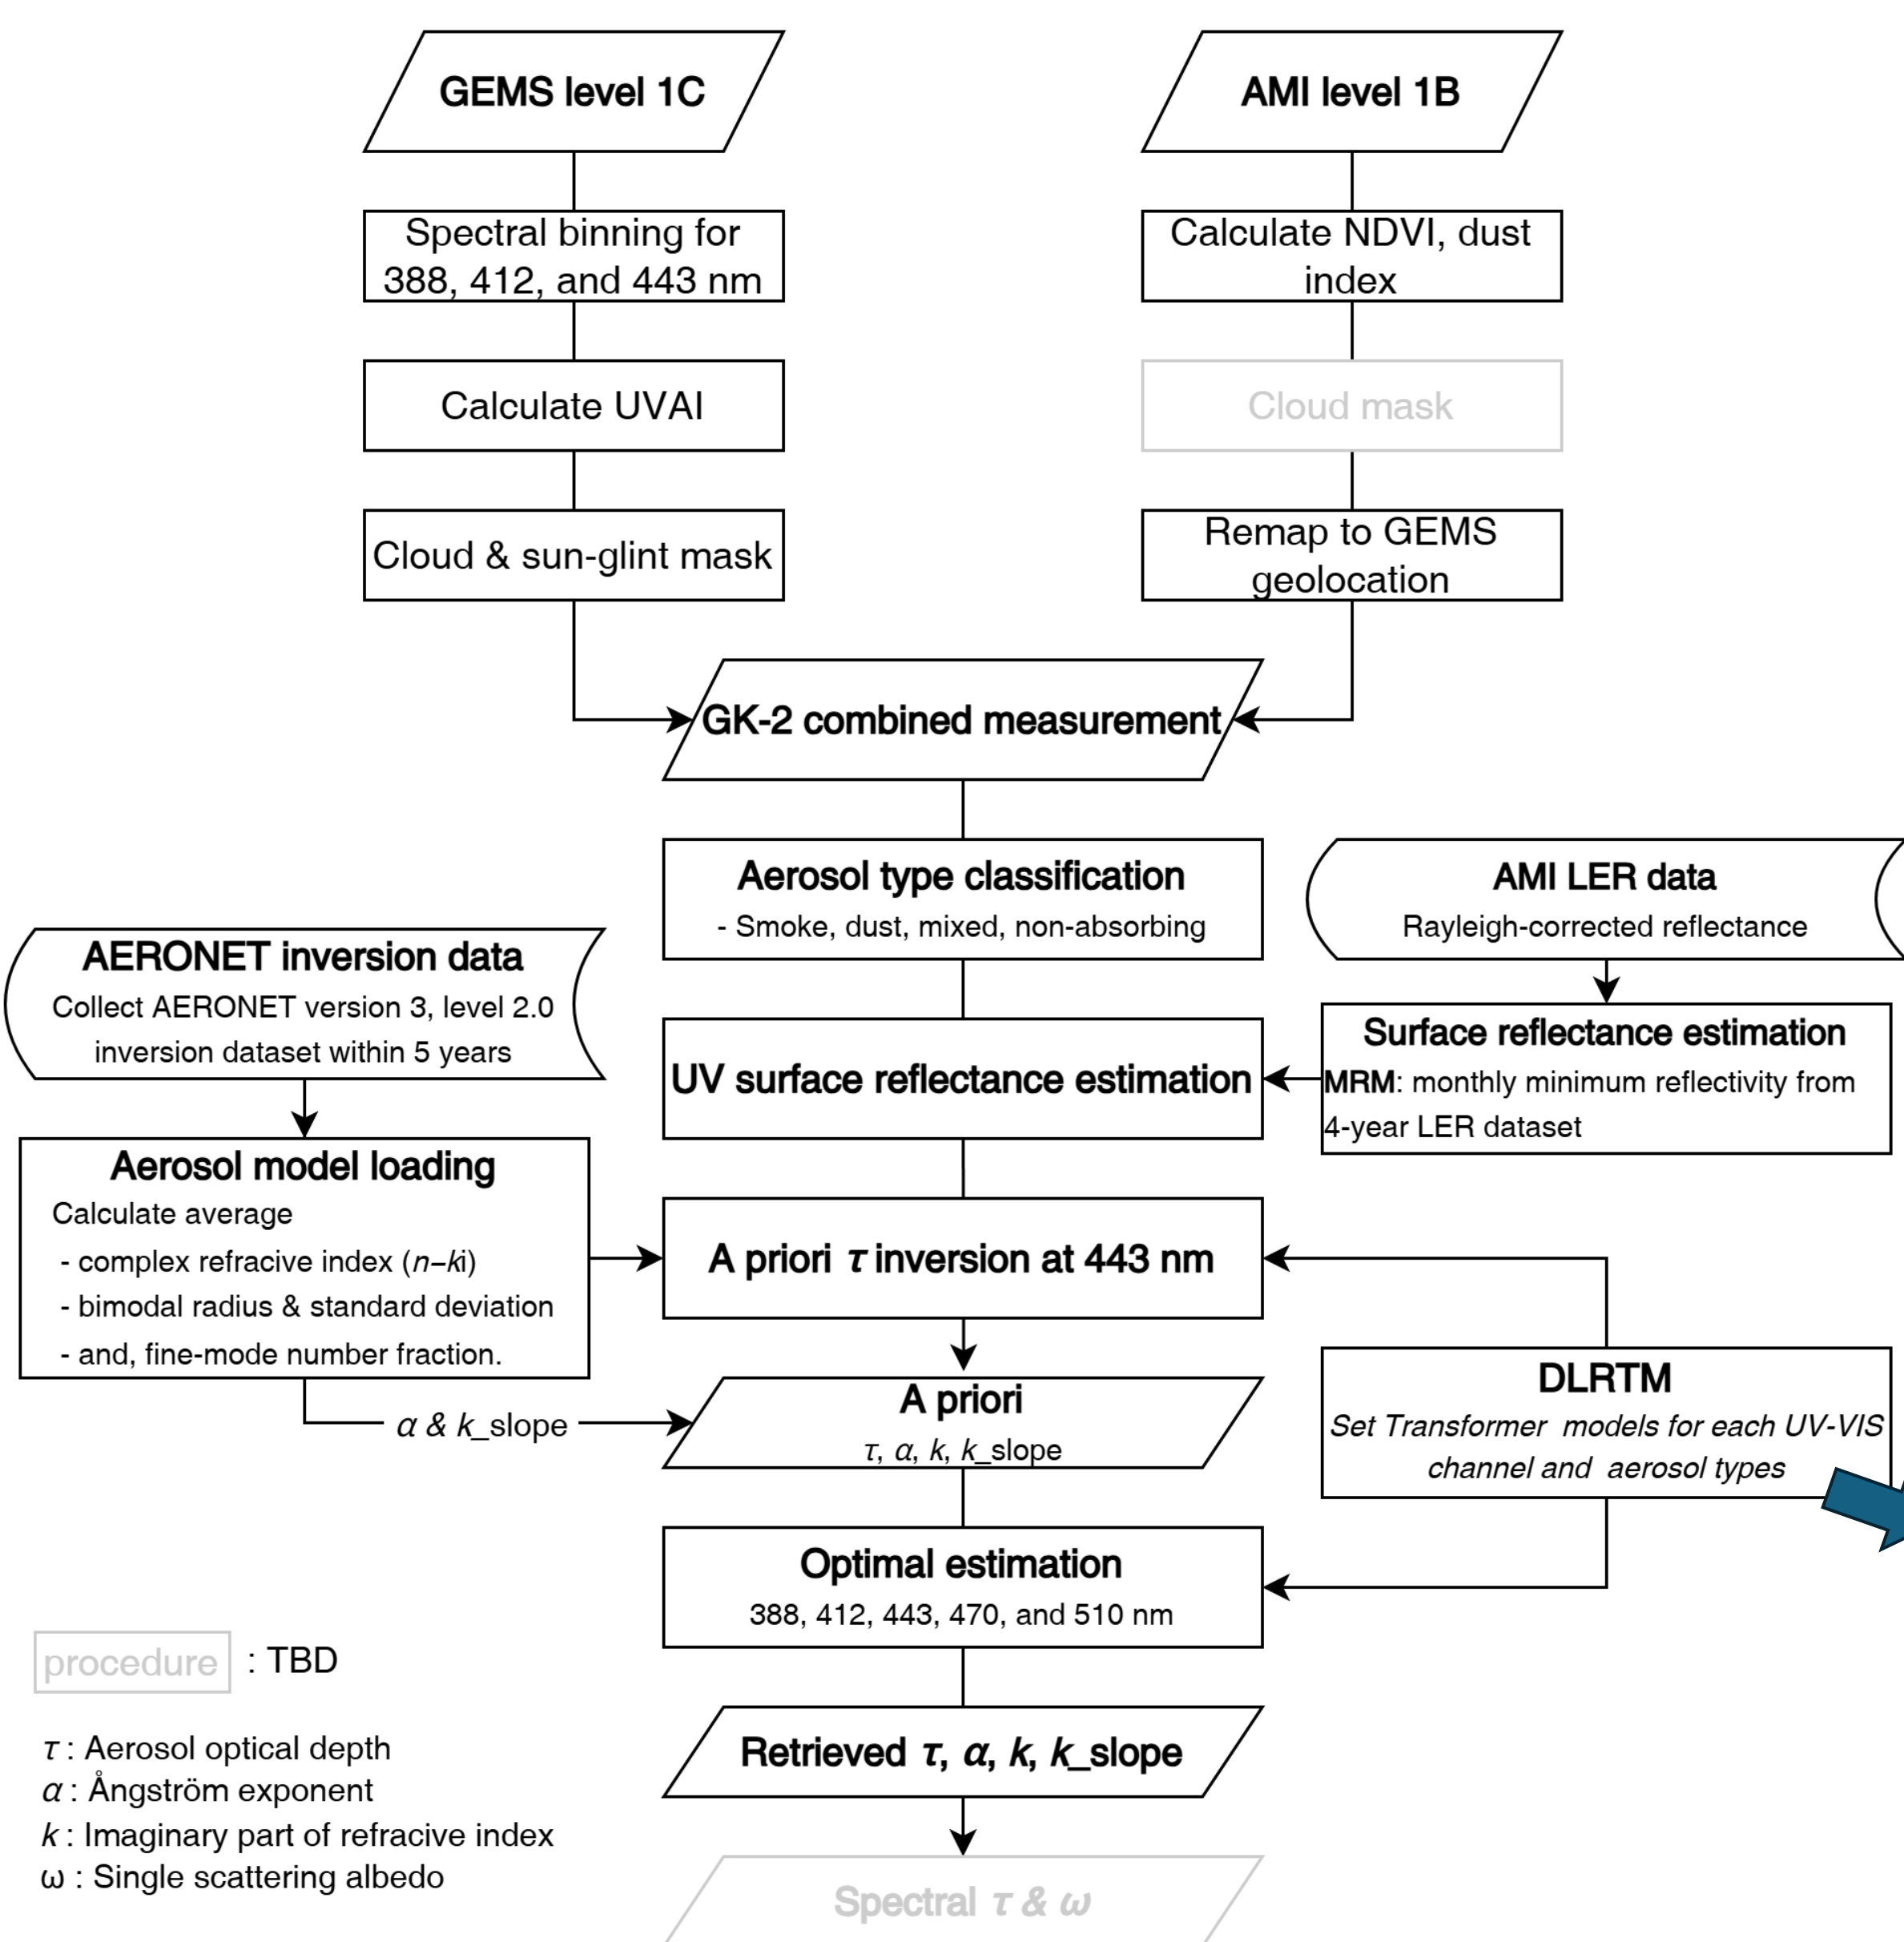 GEMS level 1C
AMI level 1B
Spectral binning for
388, 412, and 443 nm
Calculate NDVI, dust
index
Calculate UVAI
Cloud mask
Cloud & sun-glint mask
Remap to GEMS
geolocation
GK-2 combined measurement
Aerosol type classification
- Smoke, dust, mixed, non-absorbing
AMI LER data
Rayleigh-corrected reflectance
AERONET inversion data
Collect AERONET version 3, level 2.0
inversion dataset within 5 years
Surface reflectance estimation
MRM: monthly minimum reflectivity from
4-year LER dataset
UV surface reflectance estimation
Aerosol model loading
Calculate average
- complex refracive index (n−ki)
- bimodal radius & standard deviation
- and, fine-mode number fraction.
A priori τ inversion at 443 nm
α & k_slope
A priori
τ, α, k, k_slope
DLRTM
Set Transformer models for each UV-VIS
channel and aerosol types
Optimal estimation
388, 412, 443, 470, and 510 nm
procedure : TBD
Retrieved τ, α, k, k_slope
τ : Aerosol optical depth
α : Ångström exponent
k : Imaginary part of refracive index
ω : Single scattering albedo
Spectral τ & ω